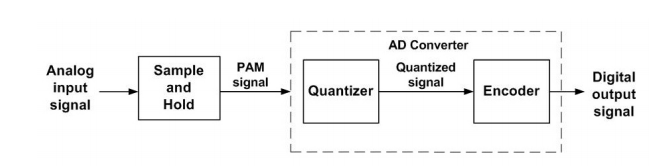 Analog
input
signal
Sample
and
Hold
PAM
signal
AD Converter
Quantizer
Quantized
signal
Encoder
Digital
output
signal